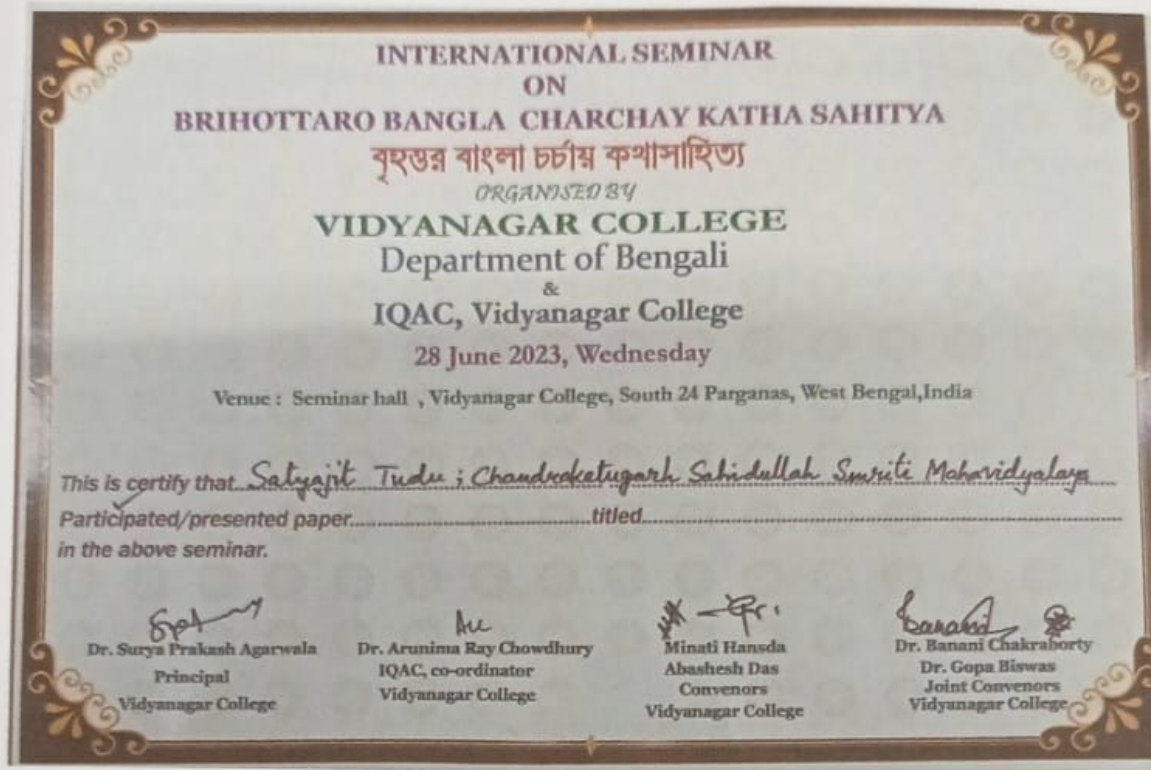 INTERNATIONAL SEMINAR
ON
BRIHOTTARO BANGLA CHARCHAY KATHA SAHITYA
বৃহত্তর বাংলা চর্চায় কথাসাহিত্য
ORGANISED BY
VIDYANAGAR COLLEGE
Department of Bengali
&
IQAC, Vidyanagar College
28 June 2023, Wednesday
Venue : Seminar hall , Vidyanagar College, South 24 Parganas, West Bengal,India
This is certify that Satyajit Tudu ; Chandraketugarh Sahidullah Smriti Mahavidyalaya
Participated/presented paper....................titled....................
in the above seminar.
Dr. Surya Prakash Agarwala
Principal
Vidyanagar College
Dr. Arunima Ray Chowdhury
IQAC, co-ordinator
Vidyanagar College
Minati Hansda
Abashesh Das
Convenors
Vidyanagar College
Banani
Dr. Banani Chakraborty
Dr. Gopa Biswas
Joint Convenors
Vidyanagar College